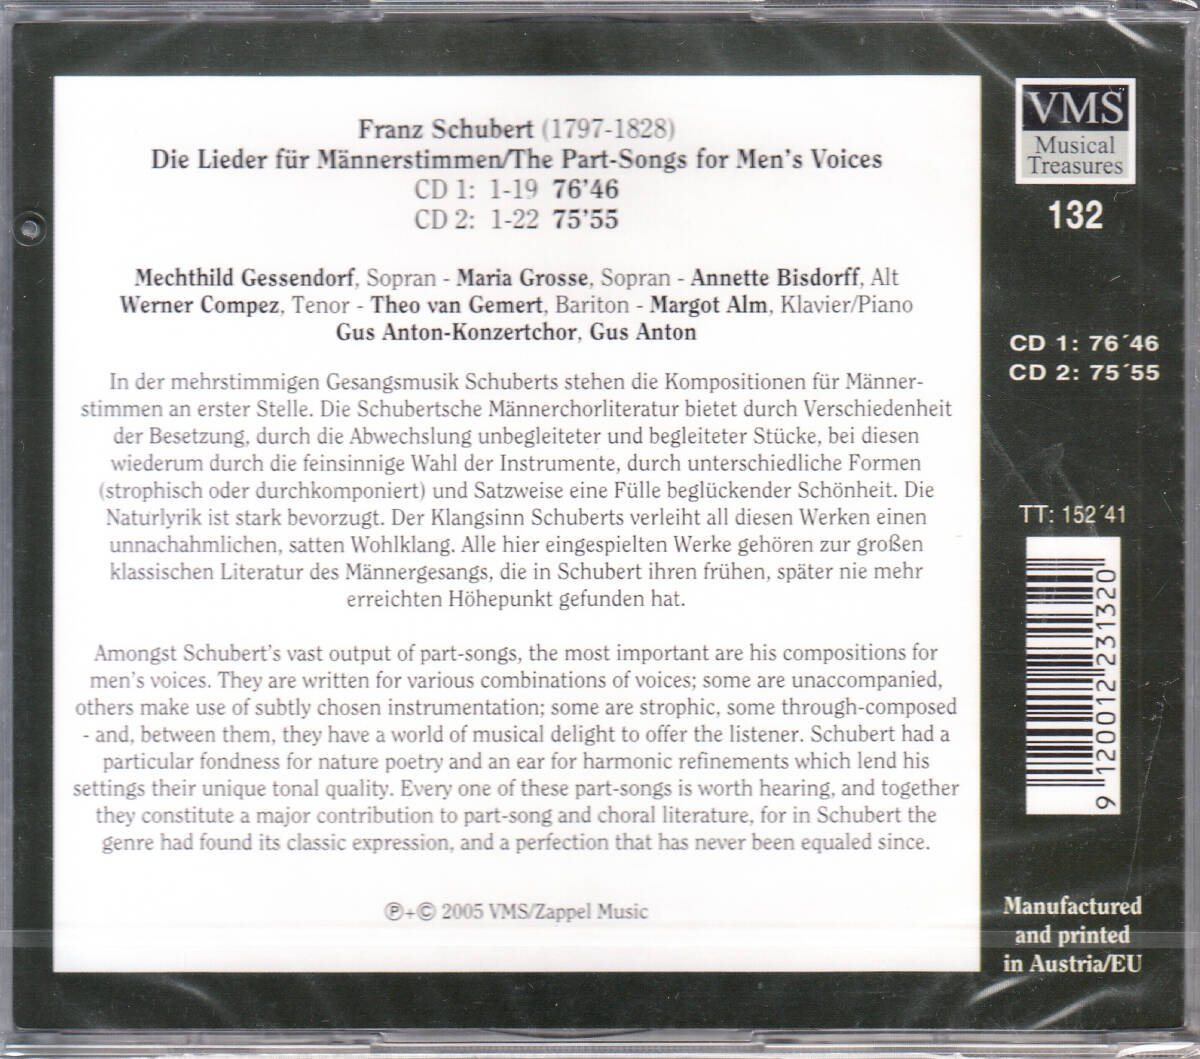 Franz Schubert (1797-1828)
Die Lieder für Männerstimmen/The Part-Songs for Men's Voices
CD 1: 1-19 76'46
CD 2: 1-22 75'55
Mechthild Gessendorf, Sopran - Maria Grosse, Sopran - Annette Bisdorff, Alt
Werner Compez, Tenor - Theo van Gemert, Bariton - Margot Alm, Klavier/Piano
Gus Anton-Konzertchor, Gus Anton
In der mehrstimmigen Gesangsmusik Schuberts stehen die Kompositionen für Männer-
stimmen an erster Stelle. Die Schubertsche Männerchorliteratur bietet durch Verschiedenheit
der Besetzung, durch die Abwechslung unbegleiteter und begleiteter Stücke, bei diesen
wiederum durch die feinsinnige Wahl der Instrumente, durch unterschiedliche Formen
(strophisch oder durchkomponiert) und Satzweise eine Fülle beglückender Schönheit. Die
Naturlyrik ist stark bevorzugt. Der Klangsinn Schuberts verleiht all diesen Werken einen
unnachahmlichen, satten Wohlklang. Alle hier eingespielten Werke gehören zur großen
klassischen Literatur des Männergesangs, die in Schubert ihren frühen, später nie mehr
erreichten Höhepunkt gefunden hat.
Amongst Schubert's vast output of part-songs, the most important are his compositions for
men's voices. They are written for various combinations of voices; some are unaccompanied,
others make use of subtly chosen instrumentation; some are strophic, some through-composed
- and, between them, they have a world of musical delight to offer the listener. Schubert had a
particular fondness for nature poetry and an ear for harmonic refinements which lend his
settings their unique tonal quality. Every one of these part-songs is worth hearing, and together
they constitute a major contribution to part-song and choral literature, for in Schubert the
genre had found its classic expression, and a perfection that has never been equaled since.
℗+© 2005 VMS/Zappel Music
VMS
Musical
Treasures
132
CD 1: 76´46
CD 2: 75´55
TT: 152´41
9 120012 231320
Manufactured
and printed
in Austria/EU